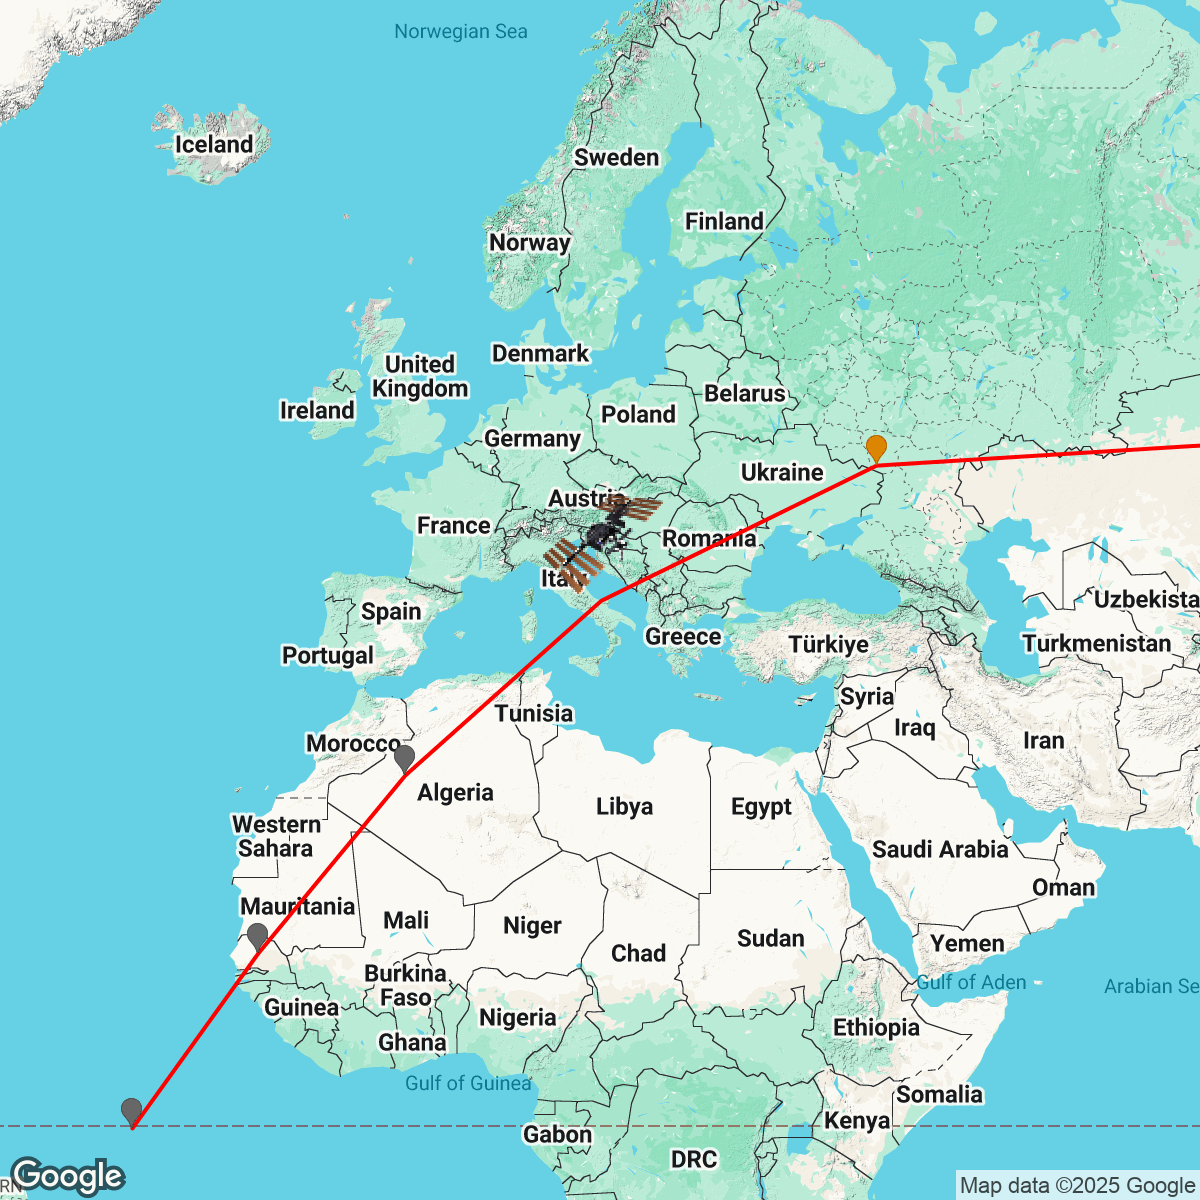 Norwegian Sea
Iceland
Sweden
Finland
Norway
Denmark
United
Kingdom
Belarus
Ireland
Poland
Germany
Ukraine
Austria
France
Romania
Italy
Uzbekista
Spain
Greece
Türkiye
Turkmenistan
Portugal
Syria
Tunisia
Iraq
Morocco
Iran
Algeria
Libya
Egypt
Western
Sahara
Saudi Arabia
Oman
Mauritania
Mali
Niger
Sudan
Yemen
Chad
Burkina
Faso
Gulf of Aden
Arabian Se
Guinea
Nigeria
Ethiopia
Ghana
Gulf of Guinea
Somalia
Kenya
Gabon
DRC
Google
RN
Map data ©2025 Google